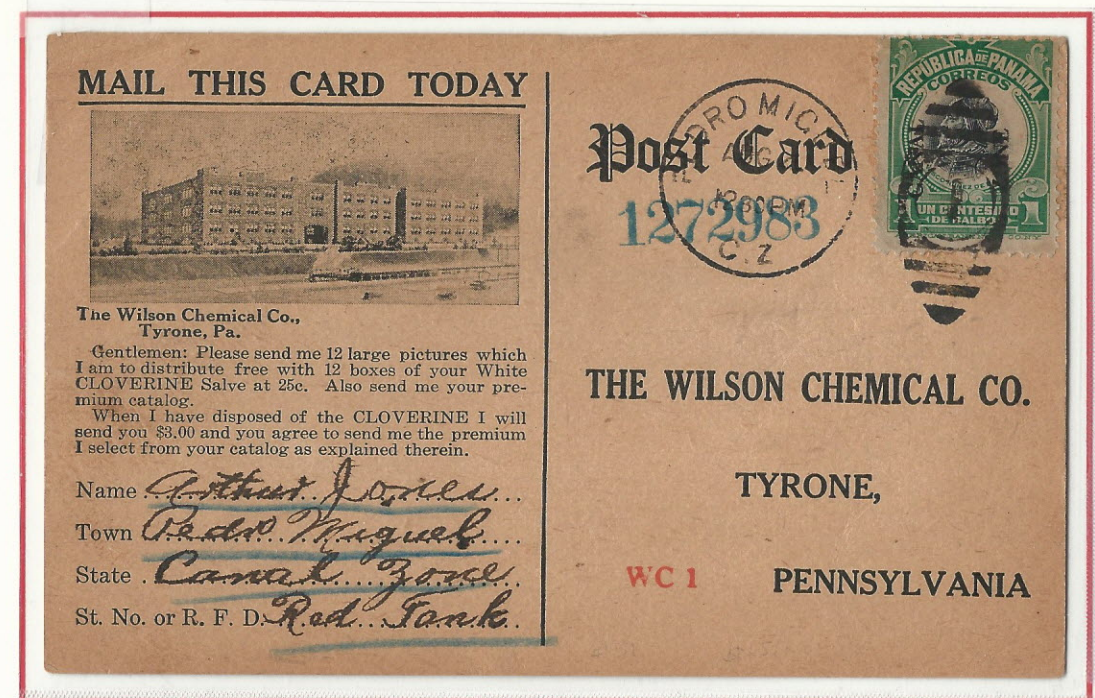 MAIL THIS CARD TODAY
The Wilson Chemical Co.,
Tyrone, Pa.
Gentlemen: Please send me 12 large pictures which
I am to distribute free with 12 boxes of your White
CLOVERINE Salve at 25c. Also send me your pre-
mium catalog.
When I have disposed of the CLOVERINE I will
send you $3.00 and you agree to send me the premium
I select from your catalog as explained therein.
Name Arthur Jones
Town Pedro Miguel
State Canal Zone
St. No. or R. F. D. Red Tank
Post Card
1272983
PEDRO MIGUEL
AUG
12 30 PM
C. Z
REPUBLICA DE PANAMA
CORREOS
UN CENTESIMO
DE BALBOA
1
THE WILSON CHEMICAL CO.
TYRONE,
WC 1 PENNSYLVANIA